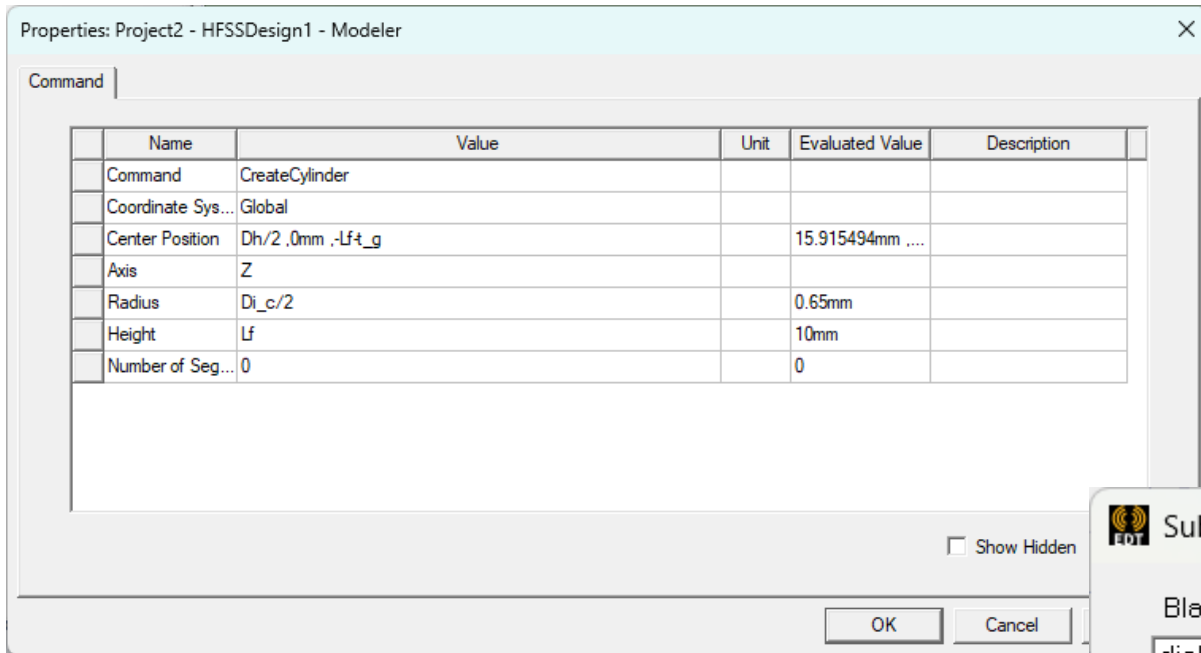 Properties: Project2 - HFSSDesign1 - Modeler
Command
Name Value Unit Evaluated Value Description
Command CreateCylinder
Coordinate Sys... Global
Center Position Dh/2 ,0mm ,-Lf-t_g 15.915494mm ,...
Axis Z
Radius Di_c/2 0.65mm
Height Lf 10mm
Number of Seg... 0 0
Show Hidden
EDT Sul
OK Cancel Bla